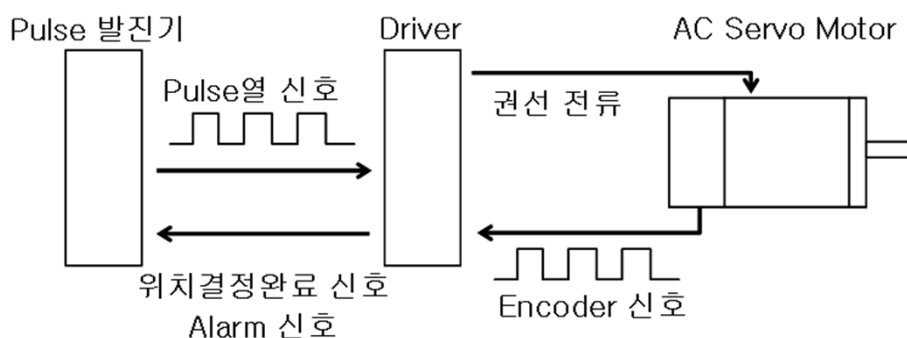 Pulse 발진기
Driver
AC Servo Motor
Pulse열 신호
권선 전류
위치결정완료 신호
Alarm 신호
Encoder 신호